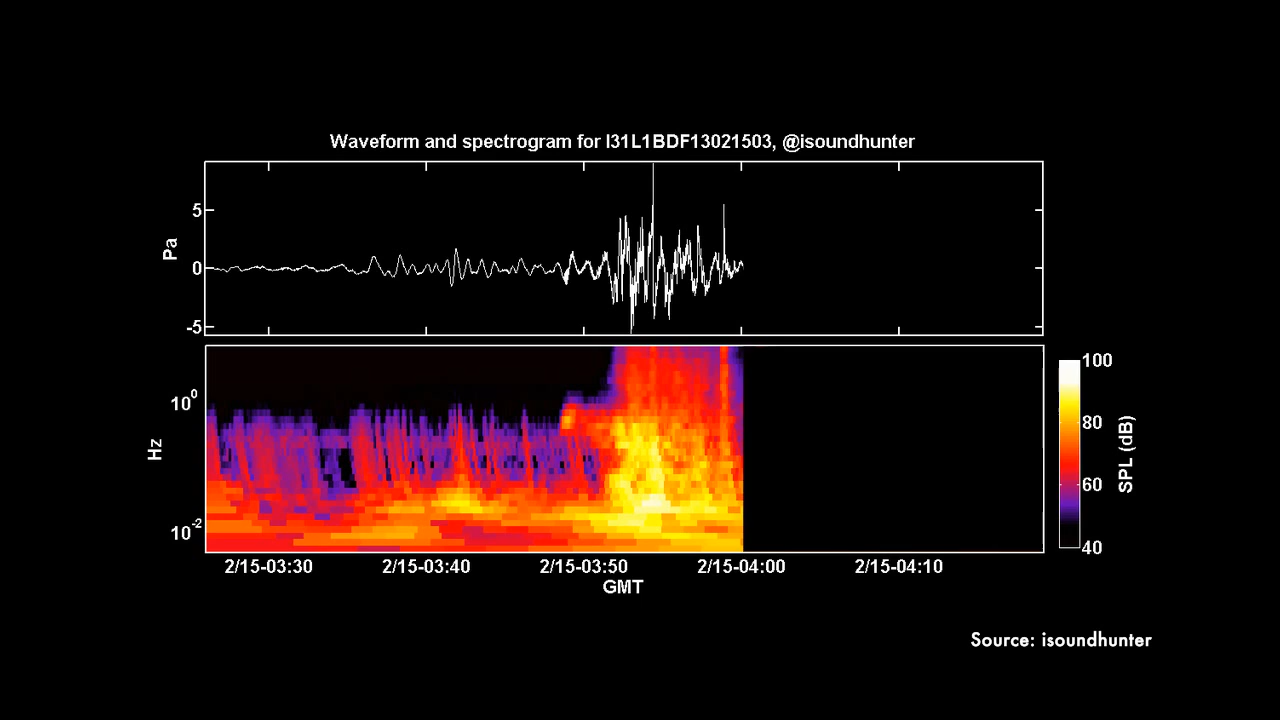 Waveform and spectrogram for I31L1BDF13021503, @isoundhunter
5
0
-5
Pa
10^0
10^-2
Hz
2/15-03:30 2/15-03:40 2/15-03:50 2/15-04:00 2/15-04:10
GMT
100
80
60
40
SPL (dB)
Source: isoundhunter